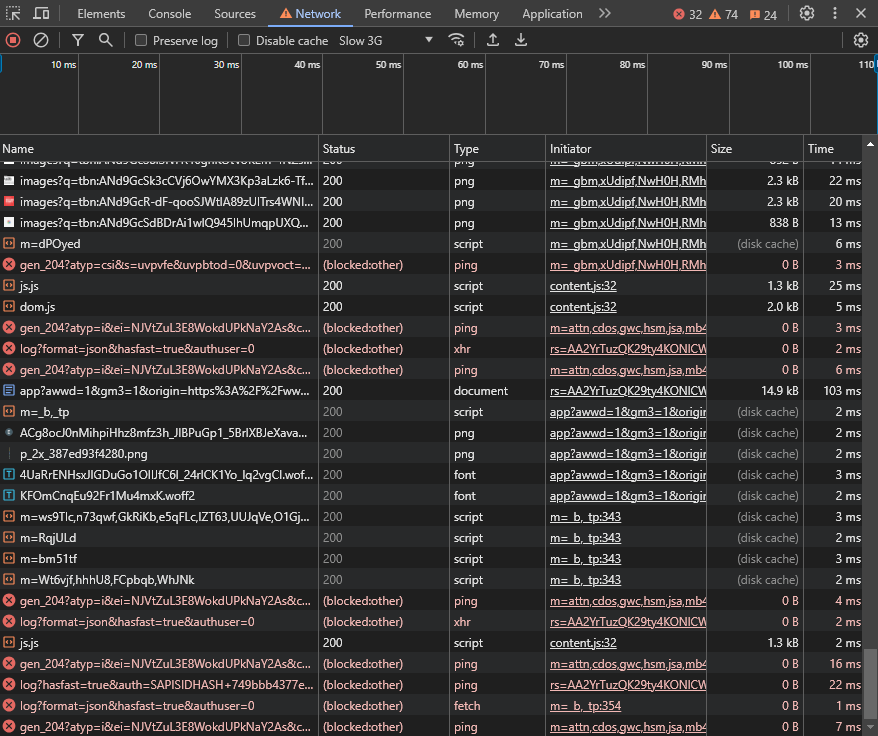 Elements Console Sources Network Performance Memory Application 32 74 24
Preserve log Disable cache Slow 3G
10 ms 20 ms 30 ms 40 ms 50 ms 60 ms 70 ms 80 ms 90 ms 100 ms 110
Name Status Type Initiator Size Time
images?q=tbn:ANd9GcSk3cCVj6OwYMX3Kp3aLzk6-Tf... 200 png m=_gbm,xUdipf,NwH0H,RMh 2.3 kB 22 ms
images?q=tbn:ANd9GcR-dF-qooSJWtIA89zUlTrs4WNI... 200 png m=_gbm,xUdipf,NwH0H,RMh 2.3 kB 20 ms
images?q=tbn:ANd9GcSdBDrAi1wIQ945lhUmqpUXQ... 200 png m=_gbm,xUdipf,NwH0H,RMh 838 B 13 ms
m=dPOyed 200 script m=_gbm,xUdipf,NwH0H,RMh (disk cache) 6 ms
gen_204?atyp=csi&s=uvpvfe&uvpbtod=0&uvpvoct=... (blocked:other) ping m=_gbm,xUdipf,NwH0H,RMh 0 B 3 ms
js.js 200 script content.js:32 1.3 kB 25 ms
dom.js 200 script content.js:32 2.0 kB 5 ms
gen_204?atyp=i&ei=NJVtZuL3E8WokdUPkNaY2As&c... (blocked:other) ping m=attn,cdos,gwc,hsm,jsa,mb4 0 B 3 ms
log?format=json&hasfast=true&authuser=0 (blocked:other) xhr rs=AA2YrTuzQK29ty4KONICW 0 B 2 ms
gen_204?atyp=i&ei=NJVtZuL3E8WokdUPkNaY2As&c... (blocked:other) ping m=attn,cdos,gwc,hsm,jsa,mb4 0 B 6 ms
app?awwd=1&gm3=1&origin=https%3A%2F%2Fww... 200 document rs=AA2YrTuzQK29ty4KONICW 14.9 kB 103 ms
m=_b,_tp 200 script app?awwd=1&gm3=1&origin (disk cache) 2 ms
ACg8ocJ0nMihpiHhz8mfz3h_JIBPuGp1_5BrlXBJeXava... 200 png app?awwd=1&gm3=1&origin (disk cache) 2 ms
p_2x_387ed93f4280.png 200 png app?awwd=1&gm3=1&origin (disk cache) 2 ms
4UaRrENHsxJlGDuGo1OIlJfC6l_24rlCK1Yo_Iq2vgCI.wof... 200 font app?awwd=1&gm3=1&origin (disk cache) 3 ms
KFOmCnqEu92Fr1Mu4mxK.woff2 200 font app?awwd=1&gm3=1&origin (disk cache) 2 ms
m=ws9Tlc,n73qwf,GkRiKb,e5qFLc,IZT63,UUJqVe,O1Gj... 200 script m=_b,_tp:343 (disk cache) 3 ms
m=RqjULd 200 script m=_b,_tp:343 (disk cache) 2 ms
m=bm51tf 200 script m=_b,_tp:343 (disk cache) 3 ms
m=Wt6vjf,hhhU8,FCpbqb,WhJNk 200 script m=_b,_tp:343 (disk cache) 2 ms
gen_204?atyp=i&ei=NJVtZuL3E8WokdUPkNaY2As&c... (blocked:other) ping m=attn,cdos,gwc,hsm,jsa,mb4 0 B 4 ms
log?format=json&hasfast=true&authuser=0 (blocked:other) xhr rs=AA2YrTuzQK29ty4KONICW 0 B 2 ms
js.js 200 script content.js:32 1.3 kB 2 ms
gen_204?atyp=i&ei=NJVtZuL3E8WokdUPkNaY2As&c... (blocked:other) ping m=attn,cdos,gwc,hsm,jsa,mb4 0 B 16 ms
log?hasfast=true&auth=SAPISIDHASH+749bbb4377e... (blocked:other) ping rs=AA2YrTuzQK29ty4KONICW 0 B 22 ms
log?format=json&hasfast=true&authuser=0 (blocked:other) fetch m=_b,_tp:354 0 B 1 ms
gen_204?atyp=i&ei=NJVtZuL3E8WokdUPkNaY2As&c... (blocked:other) ping m=attn,cdos,gwc,hsm,jsa,mb4 0 B 7 ms